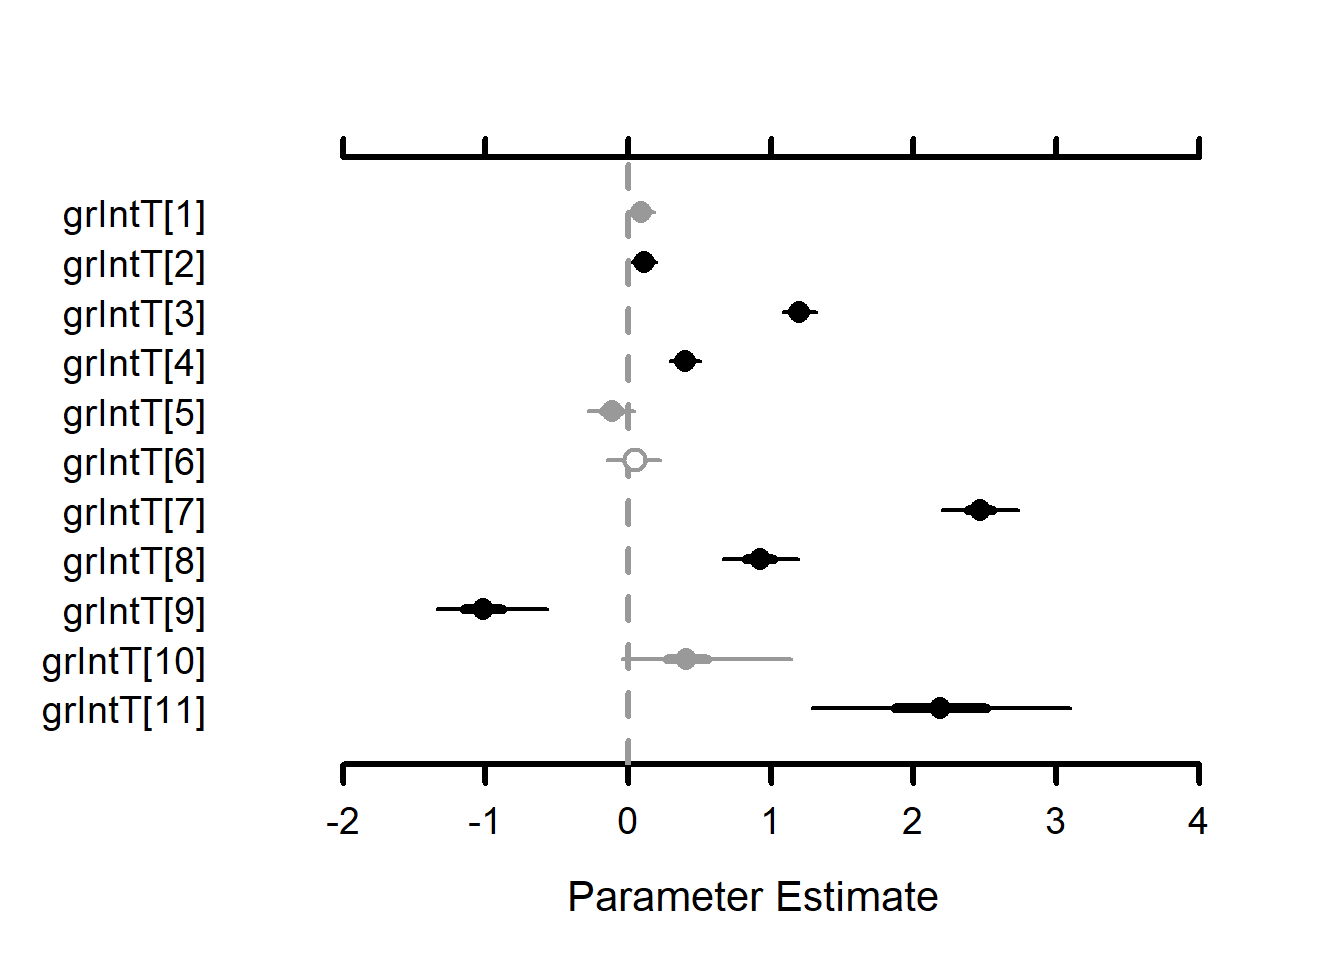 grIntT[1]
grIntT[2]
grIntT[3]
grIntT[4]
grIntT[5]
grIntT[6]
grIntT[7]
grIntT[8]
grIntT[9]
grIntT[10]
grIntT[11]
-2 -1 0 1 2 3 4
Parameter Estimate